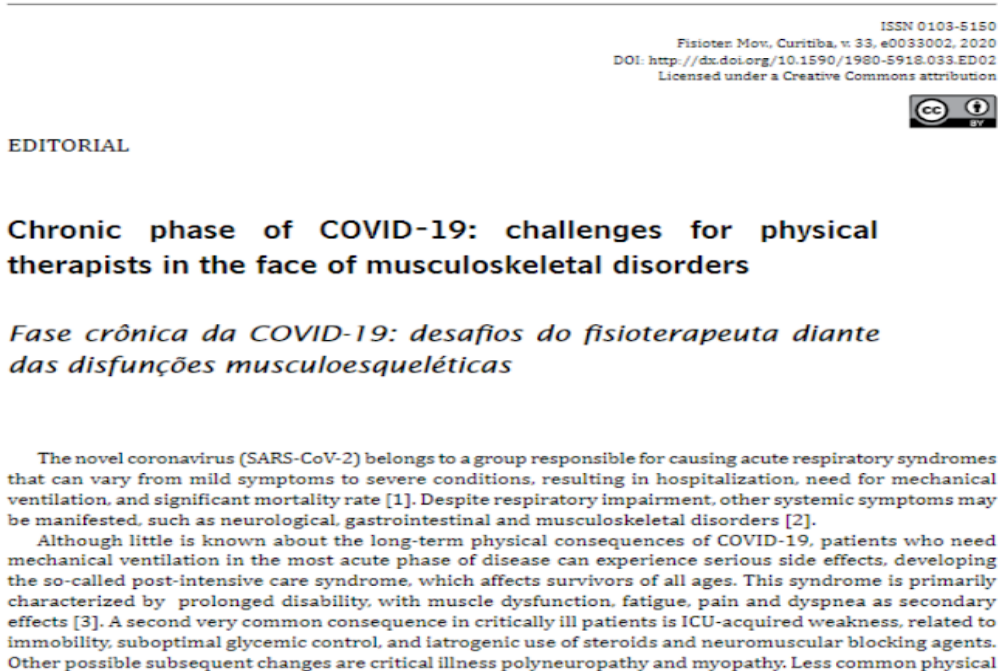 ISSN 0103-5150
Fisioter. Mov., Curitiba, v. 33, e0033002, 2020
DOI: http://dx.doi.org/10.1590/1980-5918.033.ED02
Licensed under a Creative Commons attribution
cc BY
EDITORIAL
Chronic phase of COVID-19: challenges for physical
therapists in the face of musculoskeletal disorders
Fase crônica da COVID-19: desafios do fisioterapeuta diante
das disfunções musculoesqueléticas
The novel coronavirus (SARS-CoV-2) belongs to a group responsible for causing acute respiratory syndromes
that can vary from mild symptoms to severe conditions, resulting in hospitalization, need for mechanical
ventilation, and significant mortality rate [1]. Despite respiratory impairment, other systemic symptoms may
be manifested, such as neurological, gastrointestinal and musculoskeletal disorders [2].
Although little is known about the long-term physical consequences of COVID-19, patients who need
mechanical ventilation in the most acute phase of disease can experience serious side effects, developing
the so-called post-intensive care syndrome, which affects survivors of all ages. This syndrome is primarily
characterized by prolonged disability, with muscle dysfunction, fatigue, pain and dyspnea as secondary
effects [3]. A second very common consequence in critically ill patients is ICU-acquired weakness, related to
immobility, suboptimal glycemic control, and iatrogenic use of steroids and neuromuscular blocking agents.
Other possible subsequent changes are critical illness polyneuropathy and myopathy. Less common physical